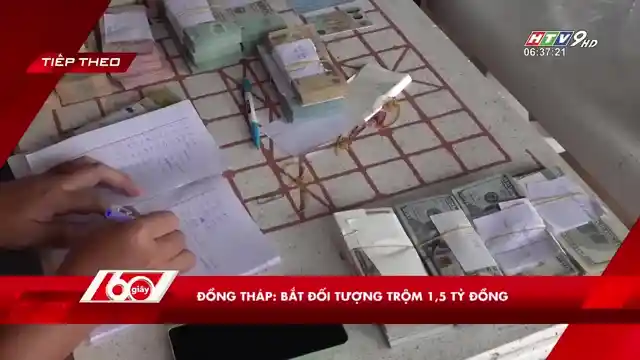 TIẾP THEO
HTV9 HD
06:37:21
60 giây
ĐỒNG THÁP: BẮT ĐỐI TƯỢNG TRỘM 1,5 TỶ ĐỒNG